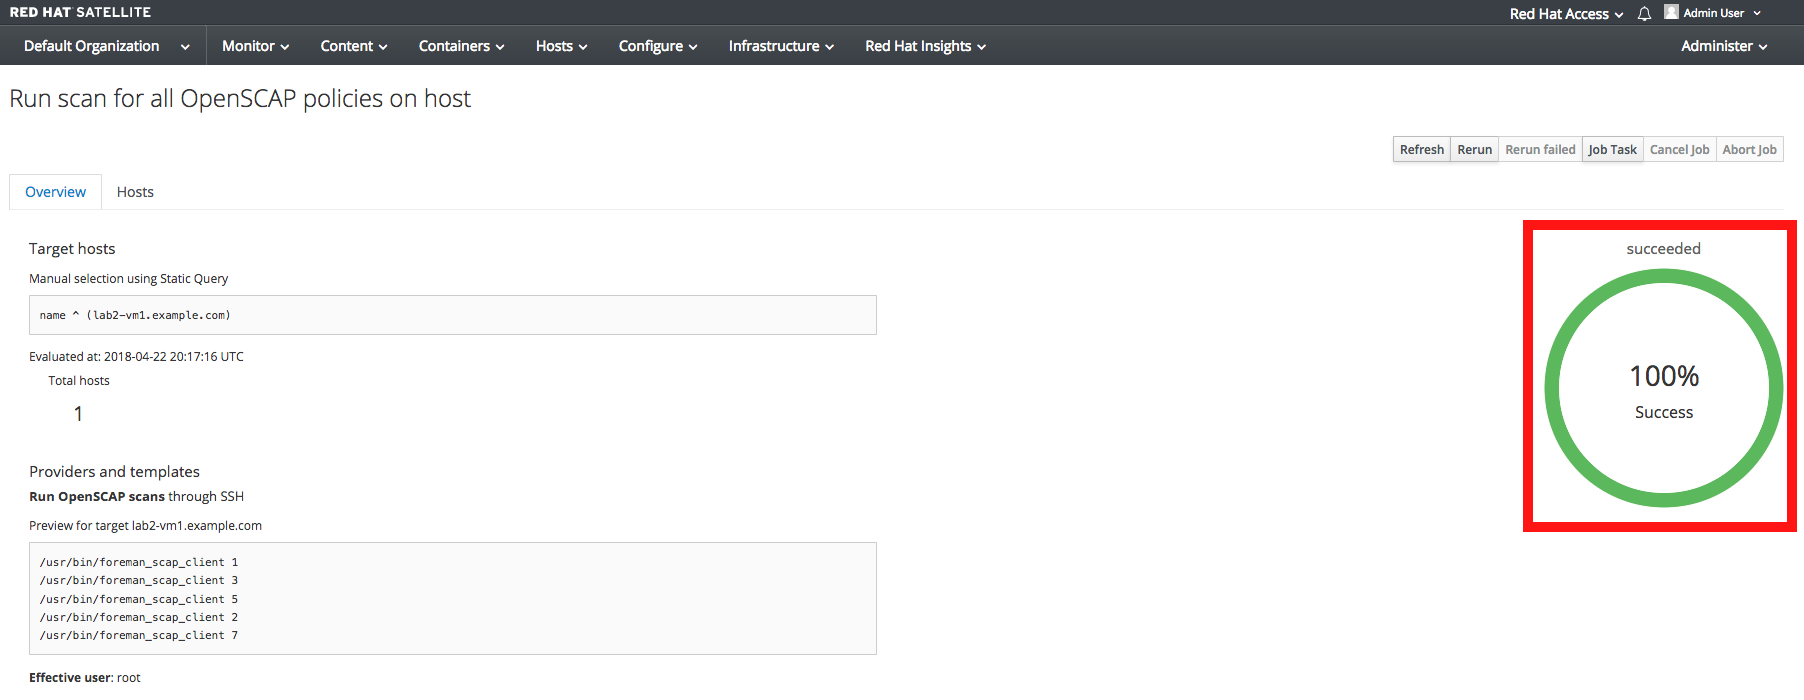 RED HAT SATELLITE
Red Hat Access
Admin User
Default Organization
Monitor
Content
Containers
Hosts
Configure
Infrastructure
Red Hat Insights
Administer
Run scan for all OpenSCAP policies on host
Refresh
Rerun
Rerun failed
Job Task
Cancel Job
Abort Job
Overview
Hosts
Target hosts
Manual selection using Static Query
name ^ (lab2-vm1.example.com)
Evaluated at: 2018-04-22 20:17:16 UTC
Total hosts
1
succeeded
100%
Success
Providers and templates
Run OpenSCAP scans through SSH
Preview for target lab2-vm1.example.com
/usr/bin/foreman_scap_client 1
/usr/bin/foreman_scap_client 3
/usr/bin/foreman_scap_client 5
/usr/bin/foreman_scap_client 2
/usr/bin/foreman_scap_client 7
Effective user: root